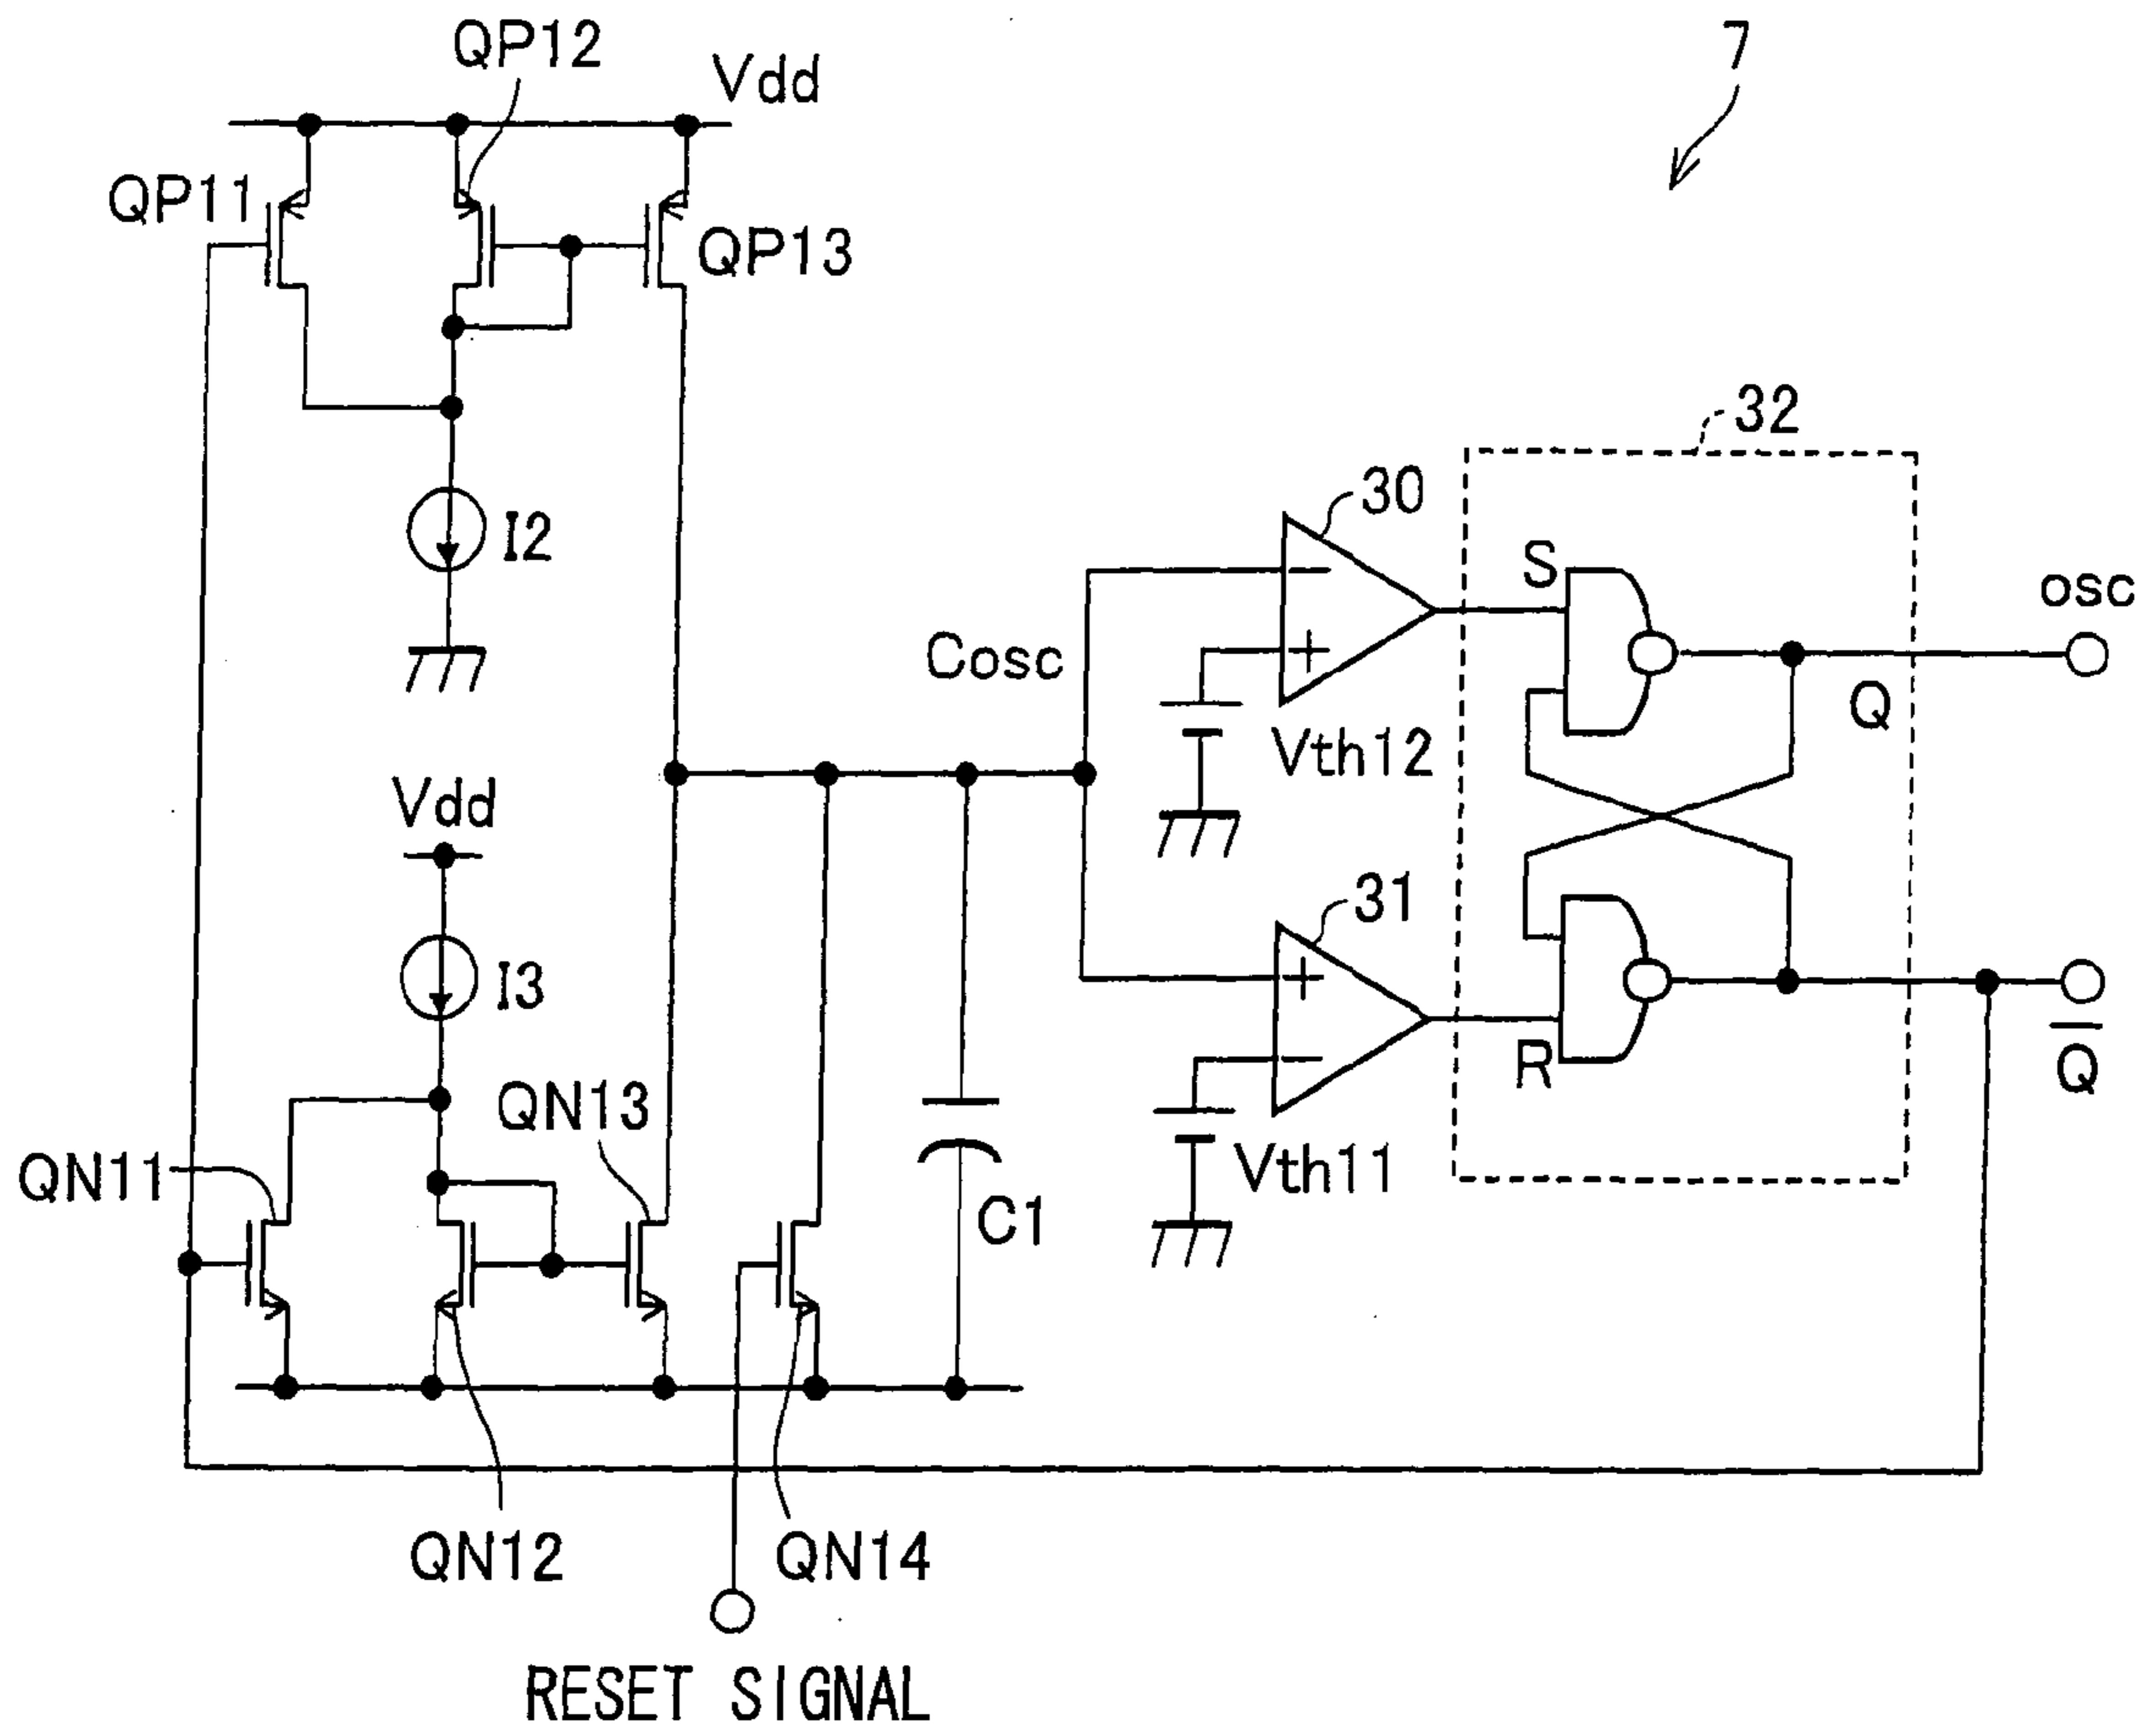 QP12
Vdd
7
QP11
QP13
32
30
I2
S
osc
Cosc
Q
Vth12
Vdd
31
I3
R
Q
QN13
QN11
Vth11
C1
QN12
QN14
RESET SIGNAL